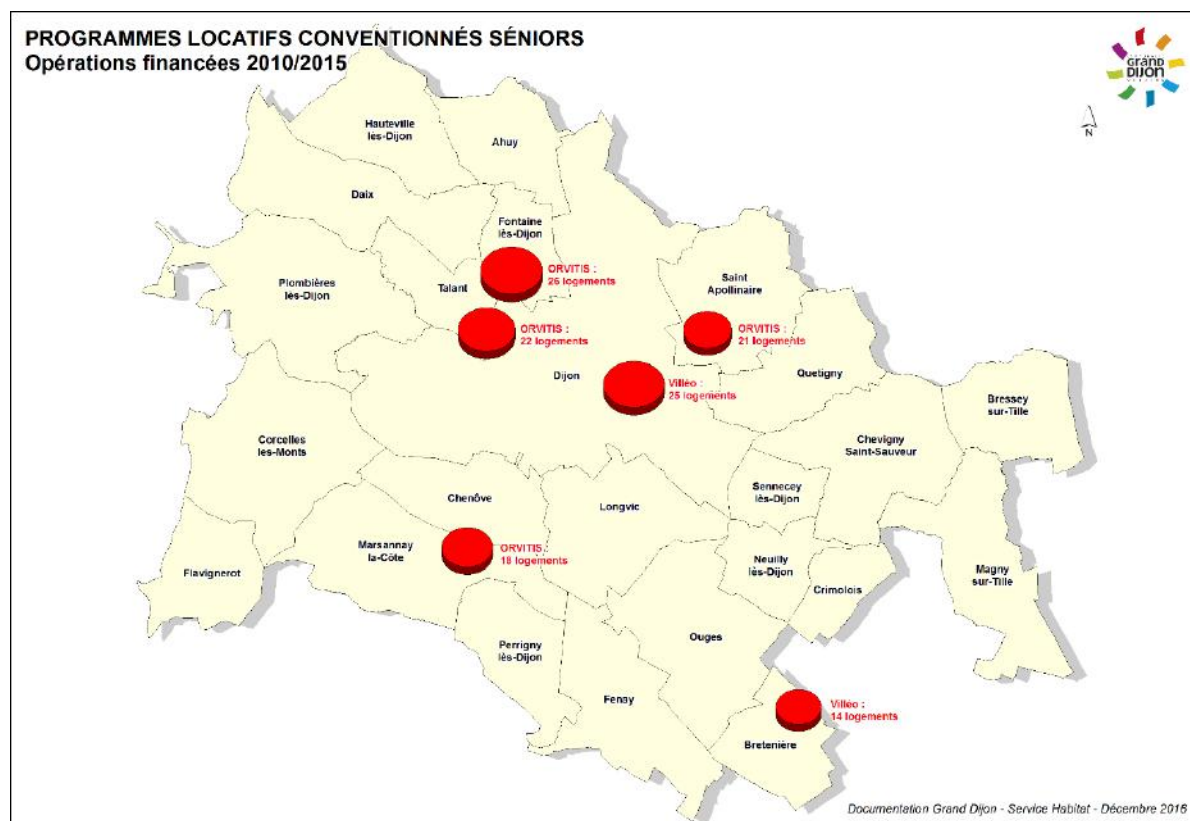 PROGRAMMES LOCATIFS CONVENTIONNÉS SÉNIORS
Opérations financées 2010/2015
GRAND
DIJON
N
Hauteville
lès-Dijon
Ahuy
Daix
Fontaine
lès-Dijon
Plombières
lès-Dijon
Talant
ORVITIS :
26 logements
Saint
Apollinaire
ORVITIS :
22 logements
ORVITIS :
21 logements
Dijon
Villéo :
25 logements
Quetigny
Bressey
sur-Tille
Corcelles
les-Monts
Chevigny
Saint-Sauveur
Chenôve
Longvic
Sennecey
lès-Dijon
Marsannay
la-Côte
ORVITIS :
18 logements
Flavignerot
Neuilly
lès-Dijon
Crimolois
Magny
sur-Tille
Perrigny
lès-Dijon
Ouges
Fenay
Villéo :
14 logements
Bretenière
Documentation Grand Dijon - Service Habitat - Décembre 2016